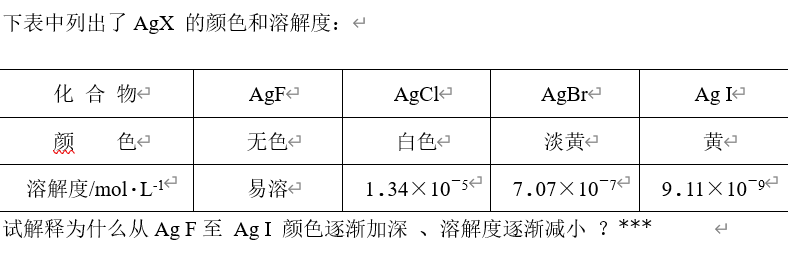 下表中列出了 AgX 的颜色和溶解度：
化 合 物 AgF AgCl AgBr Ag I
颜 色 无色 白色 淡黄 黄
溶解度/mol·L⁻¹ 易溶 1.34×10⁻⁵ 7.07×10⁻⁷ 9.11×10⁻⁹
试解释为什么从 Ag F 至 Ag I 颜色逐渐加深 、溶解度逐渐减小 ？***